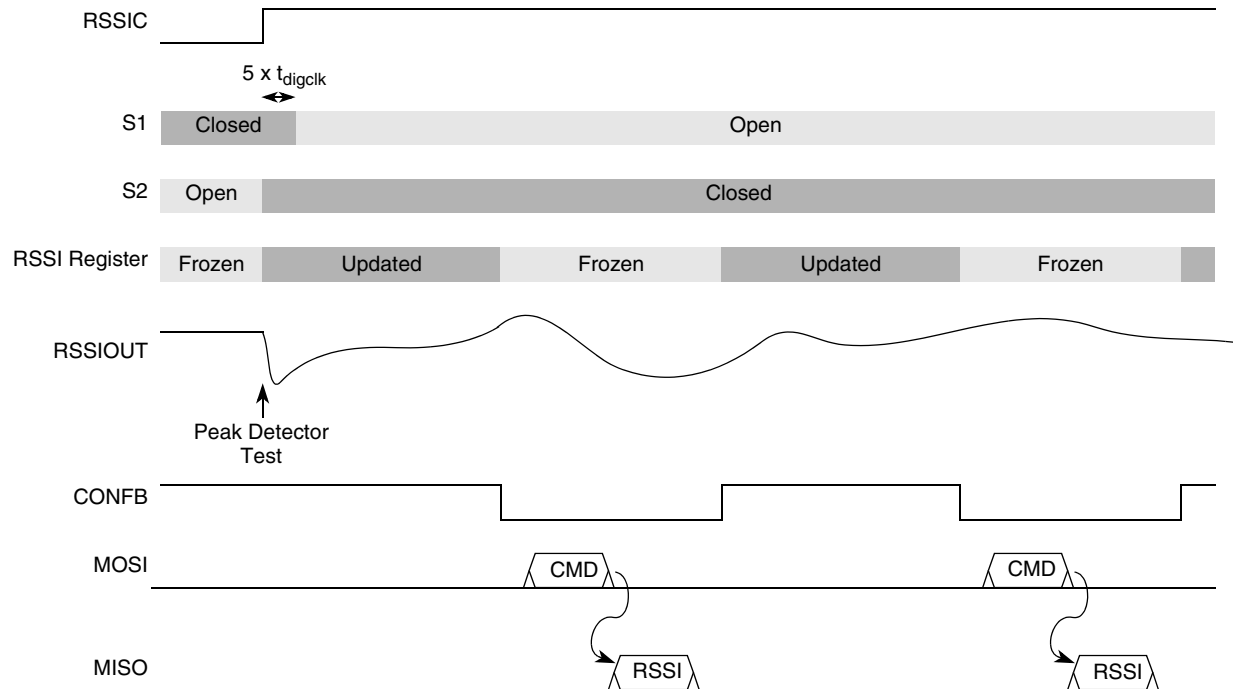 RSSIC
5 x tdigclk
S1 Closed Open
S2 Open Closed
RSSI Register Frozen Updated Frozen Updated Frozen
RSSIOUT
Peak Detector
Test
CONFB
MOSI CMD CMD
MISO RSSI RSSI